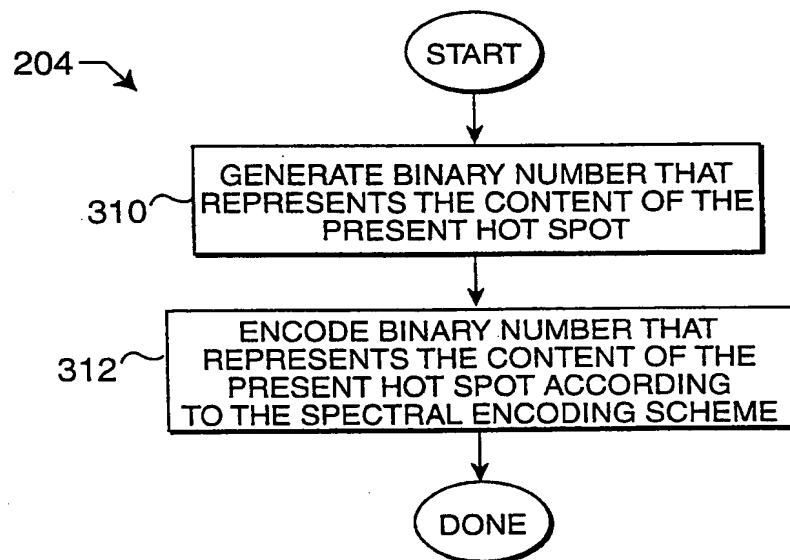 204
START
310
GENERATE BINARY NUMBER THAT
REPRESENTS THE CONTENT OF THE
PRESENT HOT SPOT
312
ENCODE BINARY NUMBER THAT
REPRESENTS THE CONTENT OF THE
PRESENT HOT SPOT ACCORDING
TO THE SPECTRAL ENCODING SCHEME
DONE